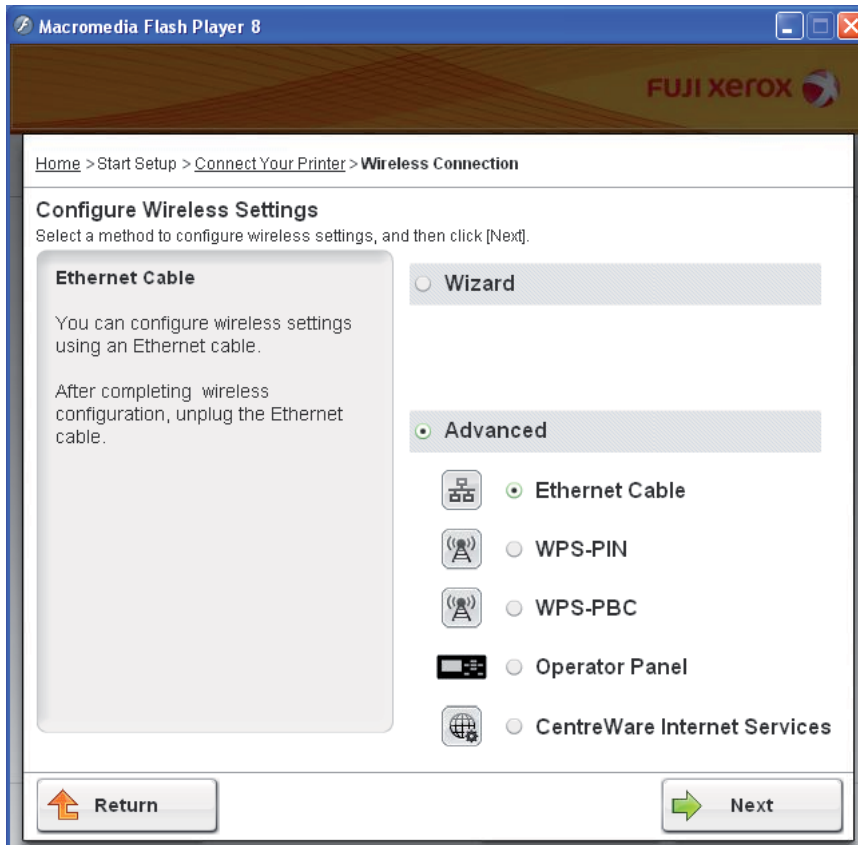 Macromedia Flash Player 8
FUJI xerox
Home > Start Setup > Connect Your Printer > Wireless Connection
Configure Wireless Settings
Select a method to configure wireless settings, and then click [Next].
Ethernet Cable
You can configure wireless settings
using an Ethernet cable.
After completing wireless
configuration, unplug the Ethernet
cable.
Wizard
Advanced
Ethernet Cable
WPS-PIN
WPS-PBC
Operator Panel
CentreWare Internet Services
Return
Next